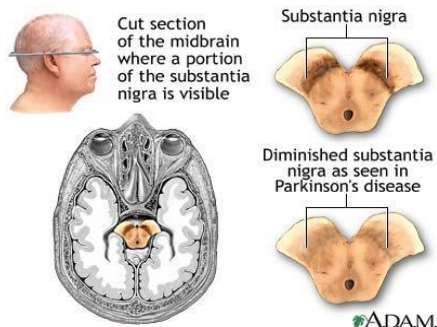 Cut section
of the midbrain
where a portion
of the substantia
nigra is visible
Substantia nigra
Diminished substantia
nigra as seen in
Parkinson's disease
ADAM.